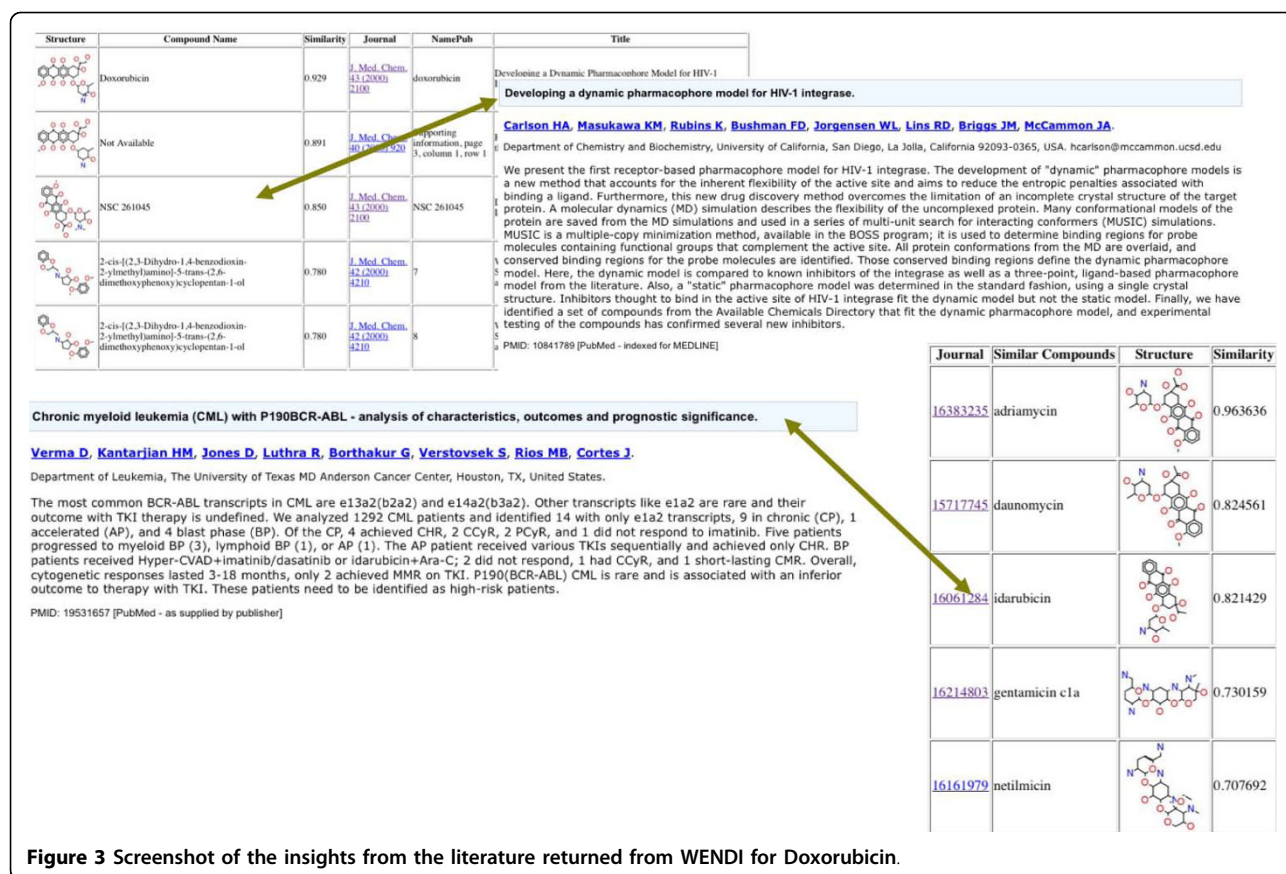 Structure Compound Name Similarity Journal NamePub Title
Doxorubicin 0.929 J. Med. Chem. 43 (2000) 2100 doxorubicin Developing a Dynamic Pharmacophore Model for HIV-1
Not Available 0.891 J. Med. Chem. 40 (2000) 920 Supporting information, page 3, column 1, row 1
NSC 261045 0.850 J. Med. Chem. 43 (2000) 2100 NSC 261045
2-cis-[(2,3-Dihydro-1,4-benzodioxin-
2-ylmethyl)amino]-5-trans-(2,6-
dimethoxyphenoxy)cyclopentan-1-ol
0.780 J. Med. Chem. 42 (2000) 4210 7
2-cis-[(2,3-Dihydro-1,4-benzodioxin-
2-ylmethyl)amino]-5-trans-(2,6-
dimethoxyphenoxy)cyclopentan-1-ol
0.780 J. Med. Chem. 42 (2000) 4210 8
Developing a dynamic pharmacophore model for HIV-1 integrase.
Carlson HA, Masukawa KM, Rubins K, Bushman FD, Jorgensen WL, Lins RD, Briggs JM, McCammon JA.
Department of Chemistry and Biochemistry, University of California, San Diego, La Jolla, California 92093-0365, USA. hcarlson@mccammon.ucsd.edu
We present the first receptor-based pharmacophore model for HIV-1 integrase. The development of "dynamic" pharmacophore models is
a new method that accounts for the inherent flexibility of the active site and aims to reduce the entropic penalties associated with
binding a ligand. Furthermore, this new drug discovery method overcomes the limitation of an incomplete crystal structure of the target
protein. A molecular dynamics (MD) simulation describes the flexibility of the uncomplexed protein. Many conformational models of the
protein are saved from the MD simulations and used in a series of multi-unit search for interacting conformers (MUSIC) simulations.
MUSIC is a multiple-copy minimization method, available in the BOSS program; it is used to determine binding regions for probe
molecules containing functional groups that complement the active site. All protein conformations from the MD are overlaid, and
conserved binding regions for the probe molecules are identified. Those conserved binding regions define the dynamic pharmacophore
model. Here, the dynamic model is compared to known inhibitors of the integrase as well as a three-point, ligand-based pharmacophore
model from the literature. Also, a "static" pharmacophore model was determined in the standard fashion, using a single crystal
structure. Inhibitors thought to bind in the active site of HIV-1 integrase fit the dynamic model but not the static model. Finally, we have
identified a set of compounds from the Available Chemicals Directory that fit the dynamic pharmacophore model, and experimental
testing of the compounds has confirmed several new inhibitors.
PMID: 10841789 [PubMed - indexed for MEDLINE]
Chronic myeloid leukemia (CML) with P190BCR-ABL - analysis of characteristics, outcomes and prognostic significance.
Verma D, Kantarjian HM, Jones D, Luthra R, Borthakur G, Verstovsek S, Rios MB, Cortes J.
Department of Leukemia, The University of Texas MD Anderson Cancer Center, Houston, TX, United States.
The most common BCR-ABL transcripts in CML are e13a2(b2a2) and e14a2(b3a2). Other transcripts like e1a2 are rare and their
outcome with TKI therapy is undefined. We analyzed 1292 CML patients and identified 14 with only e1a2 transcripts, 9 in chronic (CP), 1
accelerated (AP), and 4 blast phase (BP). Of the CP, 4 achieved CHR, 2 CCyR, 2 PCyR, and 1 did not respond to imatinib. Five patients
progressed to myeloid BP (3), lymphoid BP (1), or AP (1). The AP patient received various TKIs sequentially and achieved only CHR. BP
patients received Hyper-CVAD+imatinib/dasatinib or idarubicin+Ara-C; 2 did not respond, 1 had CCyR, and 1 short-lasting CMR. Overall,
cytogenetic responses lasted 3-18 months, only 2 achieved MMR on TKI. P190(BCR-ABL) CML is rare and is associated with an inferior
outcome to therapy with TKI. These patients need to be identified as high-risk patients.
PMID: 19531657 [PubMed - as supplied by publisher]
Journal Similar Compounds Structure Similarity
16383235 adriamycin 0.963636
15717745 daunomycin 0.824561
16061284 idarubicin 0.821429
16214803 gentamicin c1a 0.730159
16161979 netilmicin 0.707692
Figure 3 Screenshot of the insights from the literature returned from WENDI for Doxorubicin.